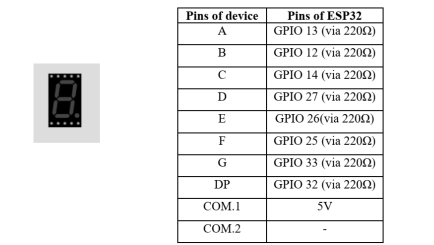 Pins of device Pins of ESP32
A GPIO 13 (via 220Ω)
B GPIO 12 (via 220Ω)
C GPIO 14 (via 220Ω)
D GPIO 27 (via 220Ω)
E GPIO 26(via 220Ω)
F GPIO 25 (via 220Ω)
G GPIO 33 (via 220Ω)
DP GPIO 32 (via 220Ω)
COM.1 5V
COM.2 -